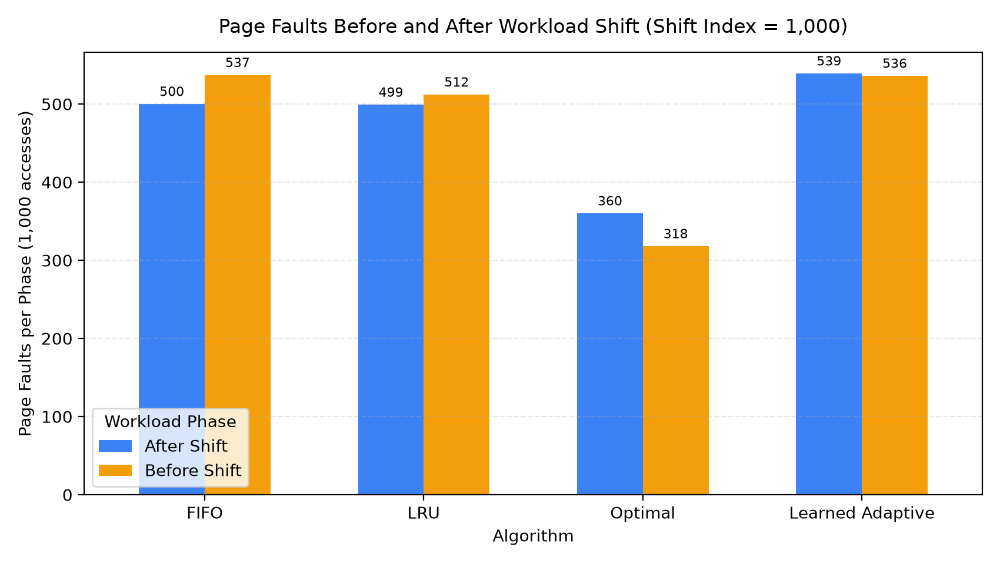 Page Faults Before and After Workload Shift (Shift Index = 1,000)
Page Faults per Phase (1,000 accesses)
500
400
300
200
100
0
500
537
499
512
360
318
539
536
Workload Phase
After Shift
Before Shift
FIFO
LRU
Optimal
Learned Adaptive
Algorithm